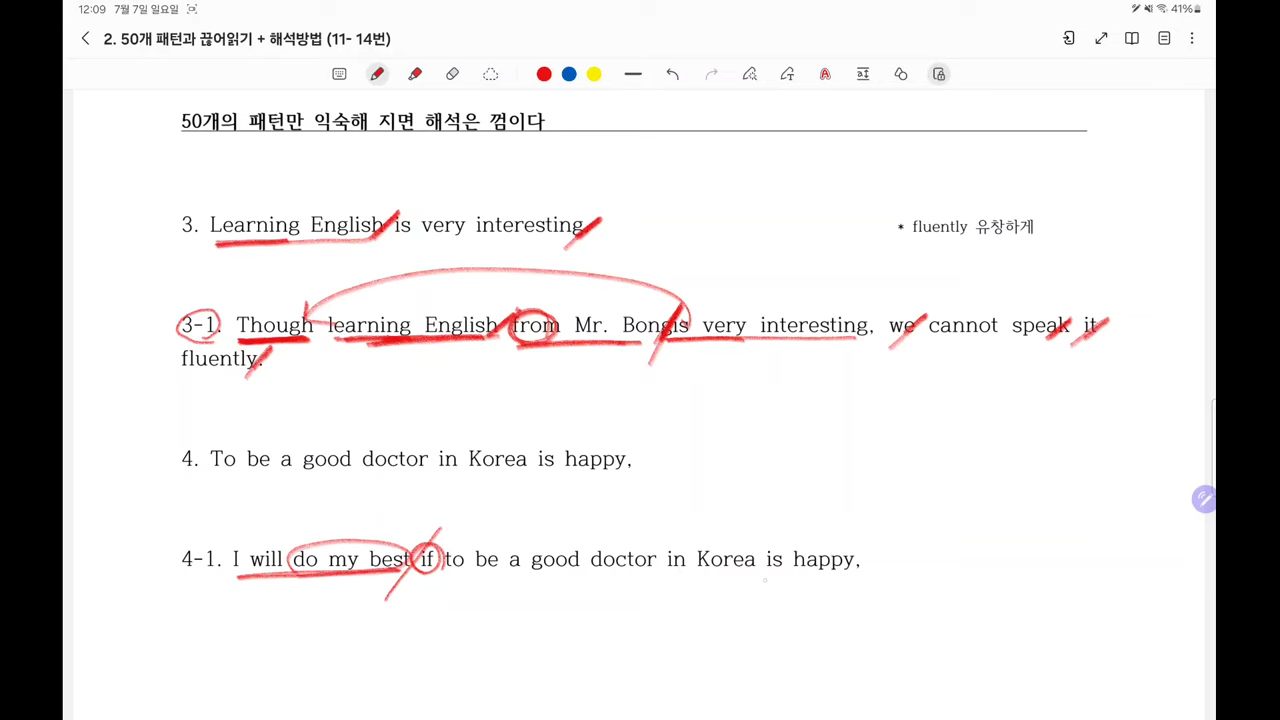 12:09 7월 7일 일요일
41%
2. 50개 패턴과 끊어읽기 + 해석방법 (11- 14번)
50개의 패턴만 익숙해 지면 해석은 껌이다
3. Learning English is very interesting,
* fluently 유창하게
3-1. Though learning English from Mr. Bong is very interesting, we cannot speak it
fluently.
4. To be a good doctor in Korea is happy,
4-1. I will do my best if to be a good doctor in Korea is happy,